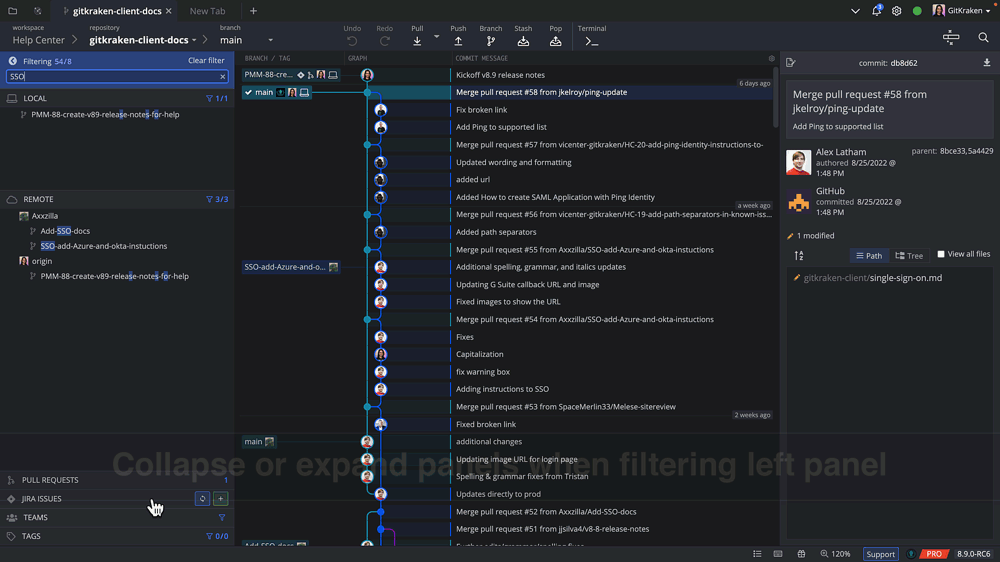 gitkraken-client-docs
New Tab
3
GitKraken
workspace
Help Center
repository
gitkraken-client-docs
branch
main
Undo
Redo
Pull
Push
Branch
Stash
Pop
Terminal
Filtering 54/8
Clear filter
SSO
LOCAL
1/1
PMM-88-create-v89-release-notes-for-help
REMOTE
3/3
Axxzilla
Add-SSO-docs
SSO-add-Azure-and-okta-instuctions
origin
PMM-88-create-v89-release-notes-for-help
PULL REQUESTS
1
JIRA ISSUES
TEAMS
TAGS
0/0
BRANCH / TAG
GRAPH
COMMIT MESSAGE
PMM-88-cre...
Kickoff v8.9 release notes
6 days ago
main
Merge pull request #58 from jkelroy/ping-update
Fix broken link
Add Ping to supported list
Merge pull request #57 from vicenter-gitkraken/HC-20-add-ping-identity-instructions-to-
Updated wording and formatting
added url
Added How to create SAML Application with Ping Identity
a week ago
Merge pull request #56 from vicenter-gitkraken/HC-19-add-path-separators-in-known-iss...
Added path separators
Merge pull request #55 from Axxzilla/SSO-add-Azure-and-okta-instuctions
SSO-add-Azure-and-o...
Additional spelling, grammar, and italics updates
Updating G Suite callback URL and image
Fixed images to show the URL
Merge pull request #54 from Axxzilla/SSO-add-Azure-and-okta-instuctions
Fixes
Capitalization
fix warning box
Adding instructions to SSO
Merge pull request #53 from SpaceMerlin33/Melese-sitereview
2 weeks ago
Fixed broken link
main
additional changes
Updating image URL for login page
Spelling & grammar fixes from Tristan
Updates directly to prod
Merge pull request #52 from Axxzilla/Add-SSO-docs
Merge pull request #51 from jjsilva4/v8-8-release-notes
Add-SSO-docs
Collapse or expand panels when filtering left panel
commit: db8d62
Merge pull request #58 from
jkelroy/ping-update
Add Ping to supported list
Alex Latham
authored 8/25/2022 @
1:48 PM
parent: 8bce33,5a4429
GitHub
committed 8/25/2022 @
1:48 PM
1 modified
Path
Tree
View all files
gitkraken-client/single-sign-on.md
120%
Support
PRO
8.9.0-RC6